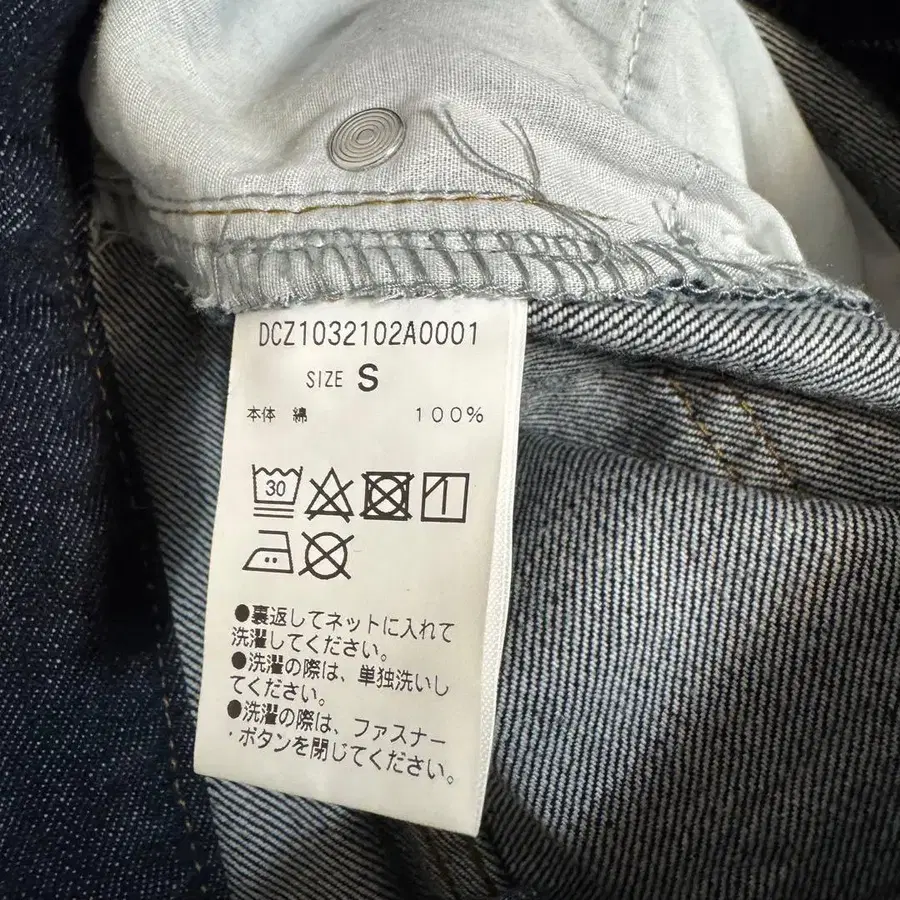 DCZ1032102A0001
SIZE S
本体 綿 100%
30
●裏返してネットに入れて
洗濯してください。
●洗濯の際は、単独洗いし
てください。
●洗濯の際は、ファスナー
・ボタンを閉じてください。